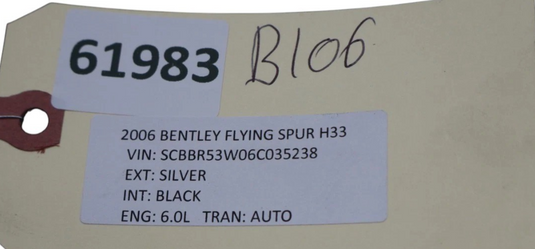 61983 B106
2006 BENTLEY FLYING SPUR H33
VIN: SCBBR53W06C035238
EXT: SILVER
INT: BLACK
ENG: 6.0L TRAN: AUTO